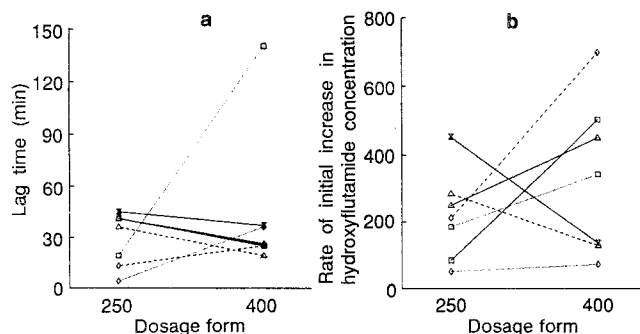 a
150
120
90
60
30
0
Lag time (min)
250
400
Dosage form
b
800
600
400
200
0
Rate of initial increase in
hydroxyflutamide concentration
250
400
Dosage form